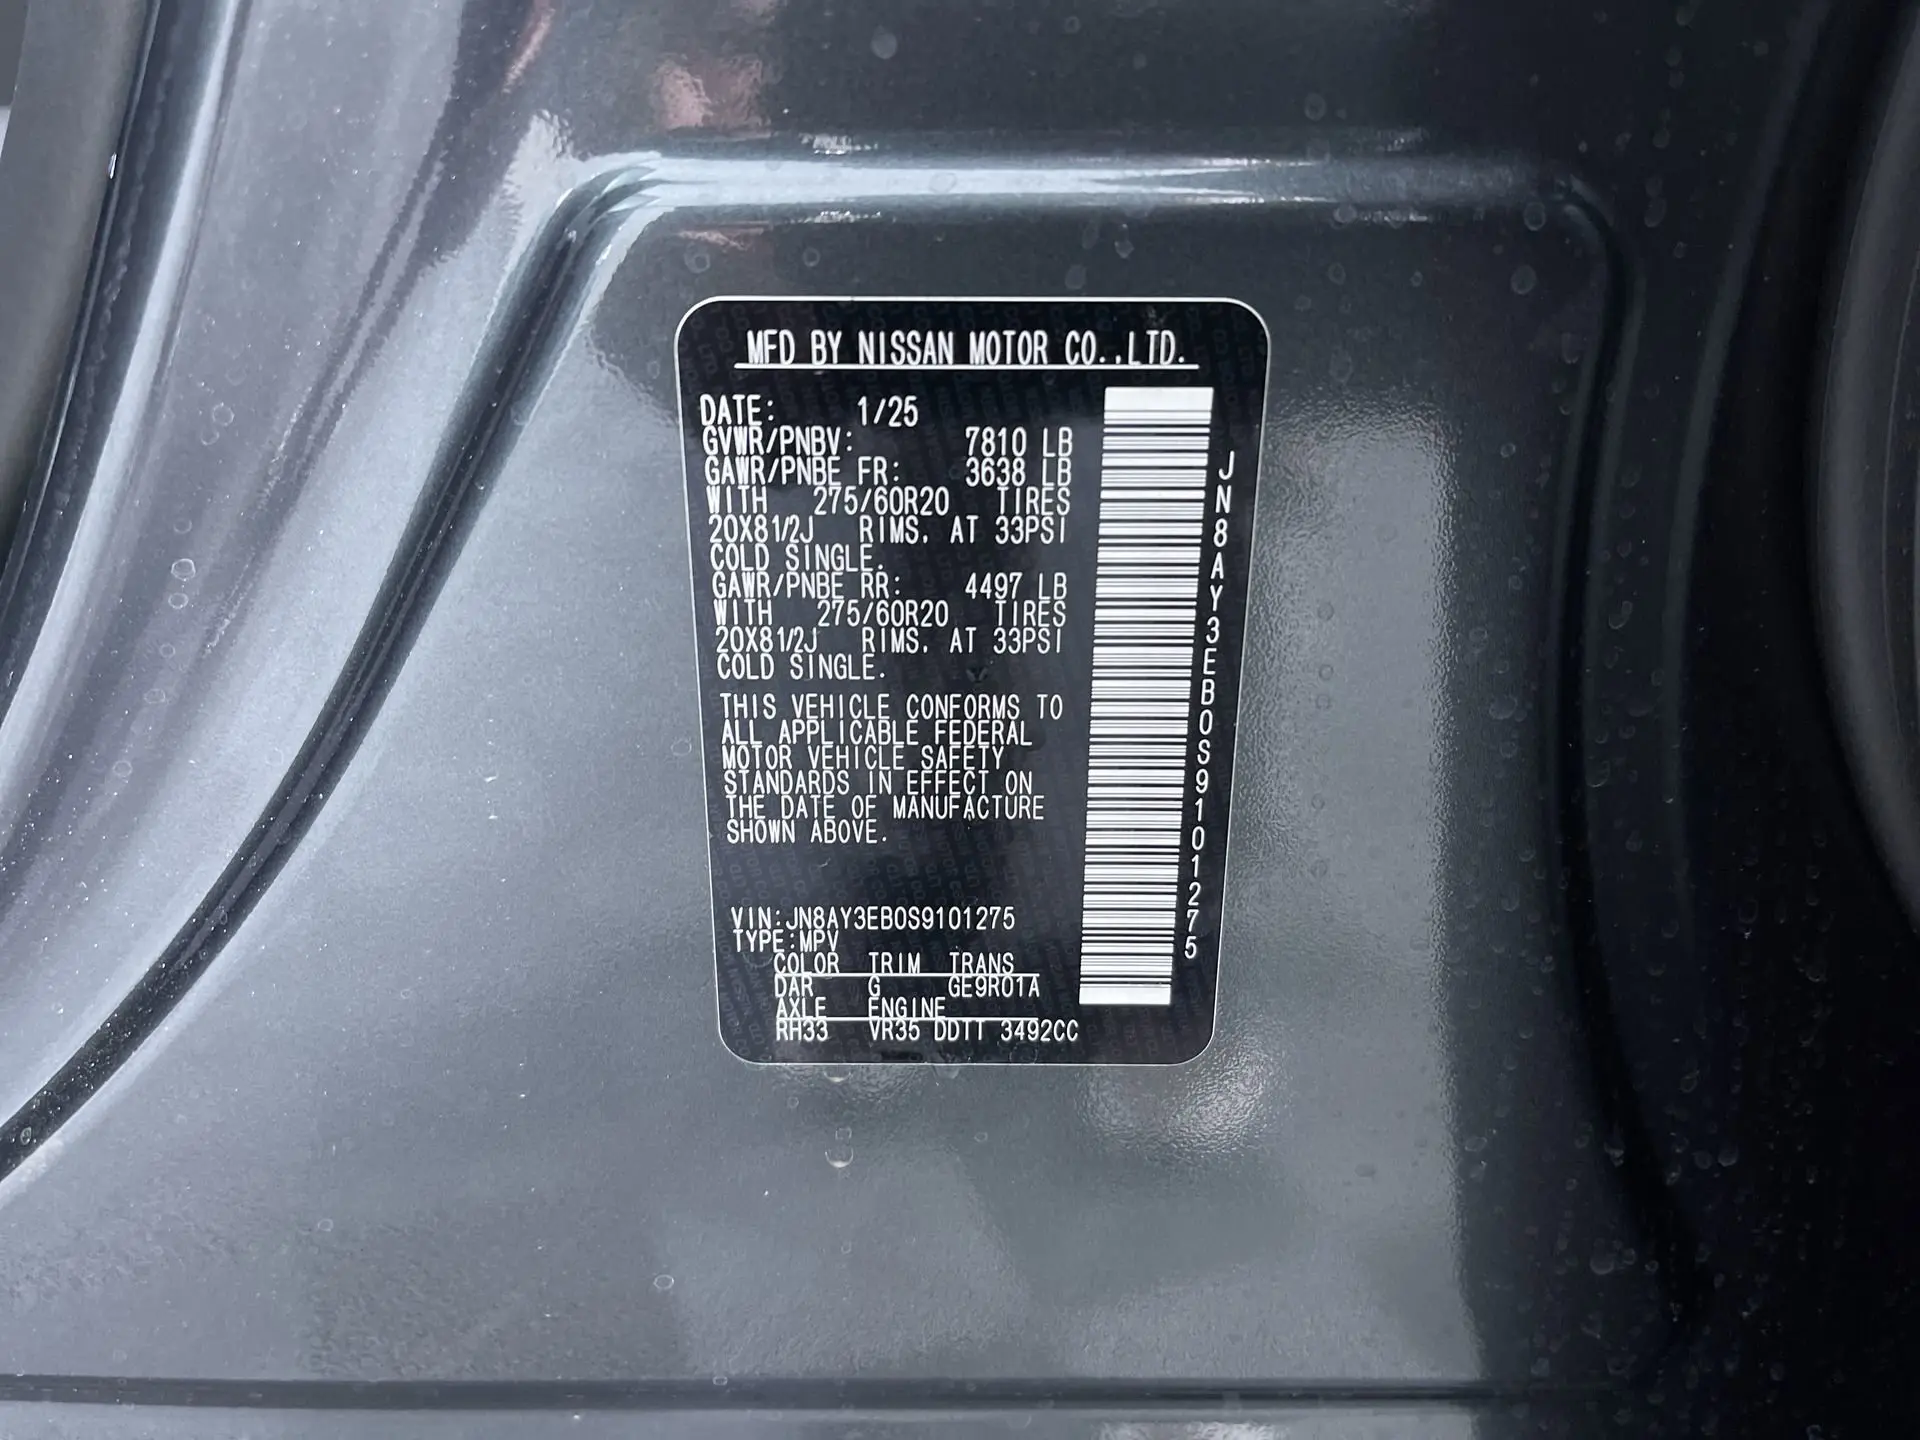 MFD BY NISSAN MOTOR CO.,LTD.
DATE: 1/25
GVWR/PNBV: 7810 LB
GAWR/PNBE FR: 3638 LB
WITH 275/60R20 TIRES
20X81/2J RIMS. AT 33PSI
COLD SINGLE.
GAWR/PNBE RR: 4497 LB
WITH 275/60R20 TIRES
20X81/2J RIMS. AT 33PSI
COLD SINGLE.
THIS VEHICLE CONFORMS TO
ALL APPLICABLE FEDERAL
MOTOR VEHICLE SAFETY
STANDARDS IN EFFECT ON
THE DATE OF MANUFACTURE
SHOWN ABOVE.
VIN:JN8AY3EB0S9101275
TYPE:MPV
COLOR TRIM TRANS
DAR G GE9R01A
AXLE ENGINE
RH33 VR35 DDTT 3492CC
JN8AY3EB0S9101275